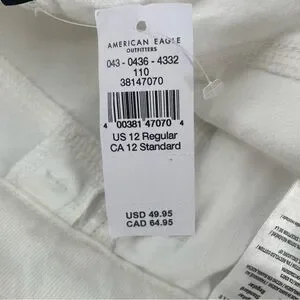 AMERICAN EAGLE
OUTFITTERS
043 - 0436 - 4332
110
38147070
4 00381 47070 4
US 12 Regular
CA 12 Standard
USD 49.95
CAD 64.95
Regular